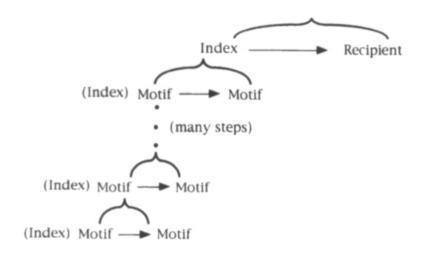 Index Recipient
(Index) Motif Motif
(many steps)
(Index) Motif Motif
(Index) Motif Motif